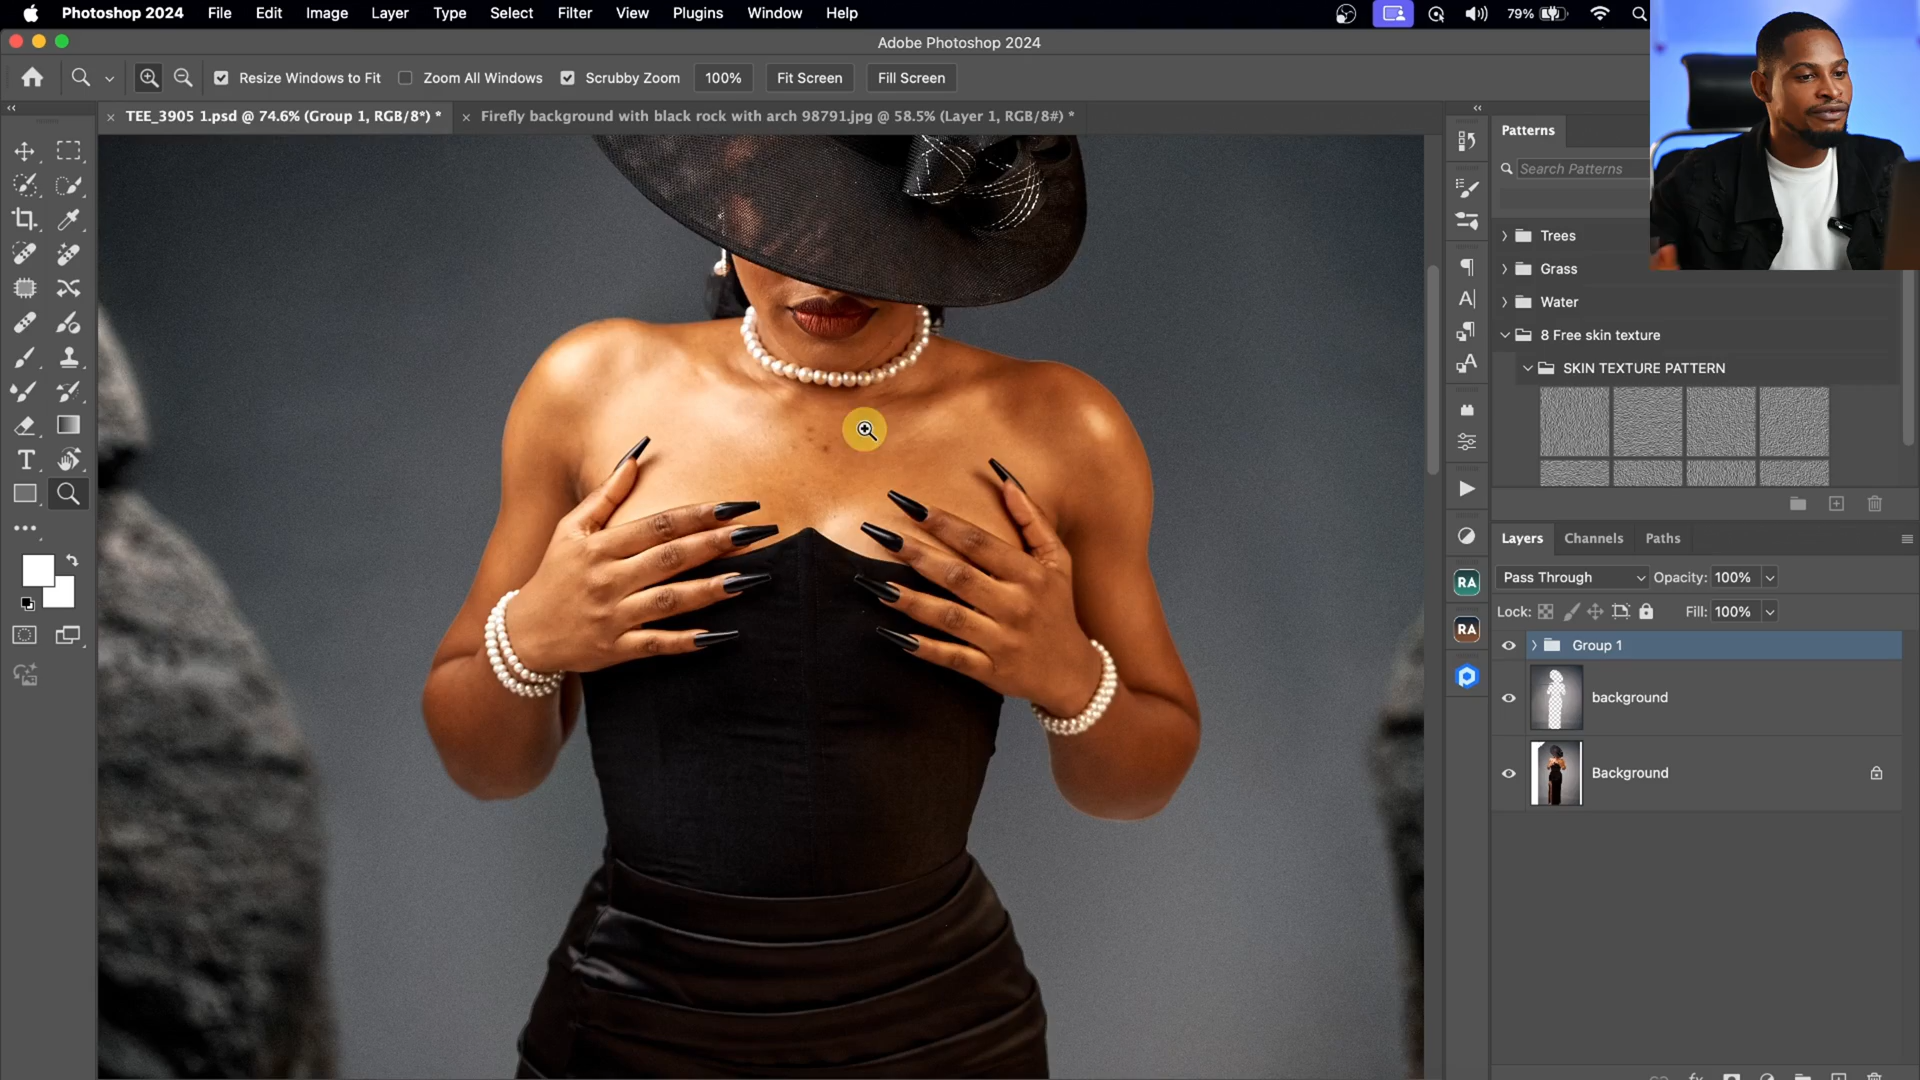 Photoshop 2024 File Edit Image Layer Type Select Filter View Plugins Window Help 79%
Adobe Photoshop 2024
Resize Windows to Fit Zoom All Windows Scrubby Zoom 100% Fit Screen Fill Screen
TEE_3905 1.psd @ 74.6% (Group 1, RGB/8*) * Firefly background with black rock with arch 98791.jpg @ 58.5% (Layer 1, RGB/8#) *
Patterns
Search Patterns
Trees
Grass
Water
8 Free skin texture
SKIN TEXTURE PATTERN
Layers Channels Paths
Pass Through Opacity: 100%
Lock: Fill: 100%
Group 1
background
Background
RA
RA